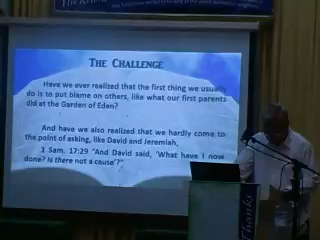 THE CHALLENGE
Have we ever realized that the first thing we usually
do is to put blame on others, like what our first parents
did at the Garden of Eden?
And have we also realized that we hardly come to
the point of asking, like David and Jeremiah,
1 Sam. 17:29 "And David said, 'What have I now
done? Is there not a cause'?"
Thanks